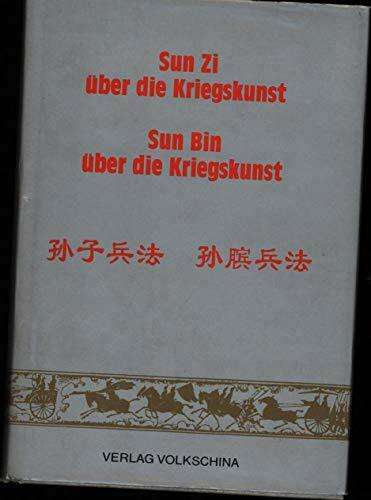 Sun Zi
über die Kriegskunst
Sun Bin
über die Kriegskunst
孙子兵法 孙膑兵法
VERLAG VOLKSCHINA